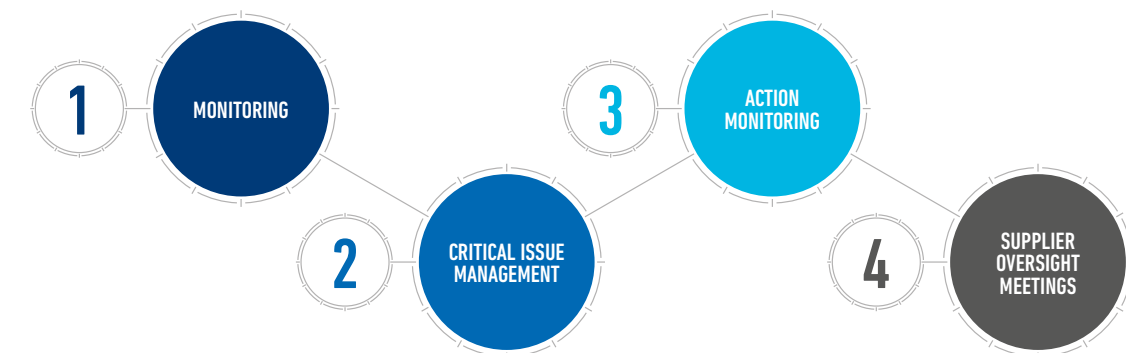 1
MONITORING
2
CRITICAL ISSUE
MANAGEMENT
3
ACTION
MONITORING
4
SUPPLIER
OVERSIGHT
MEETINGS